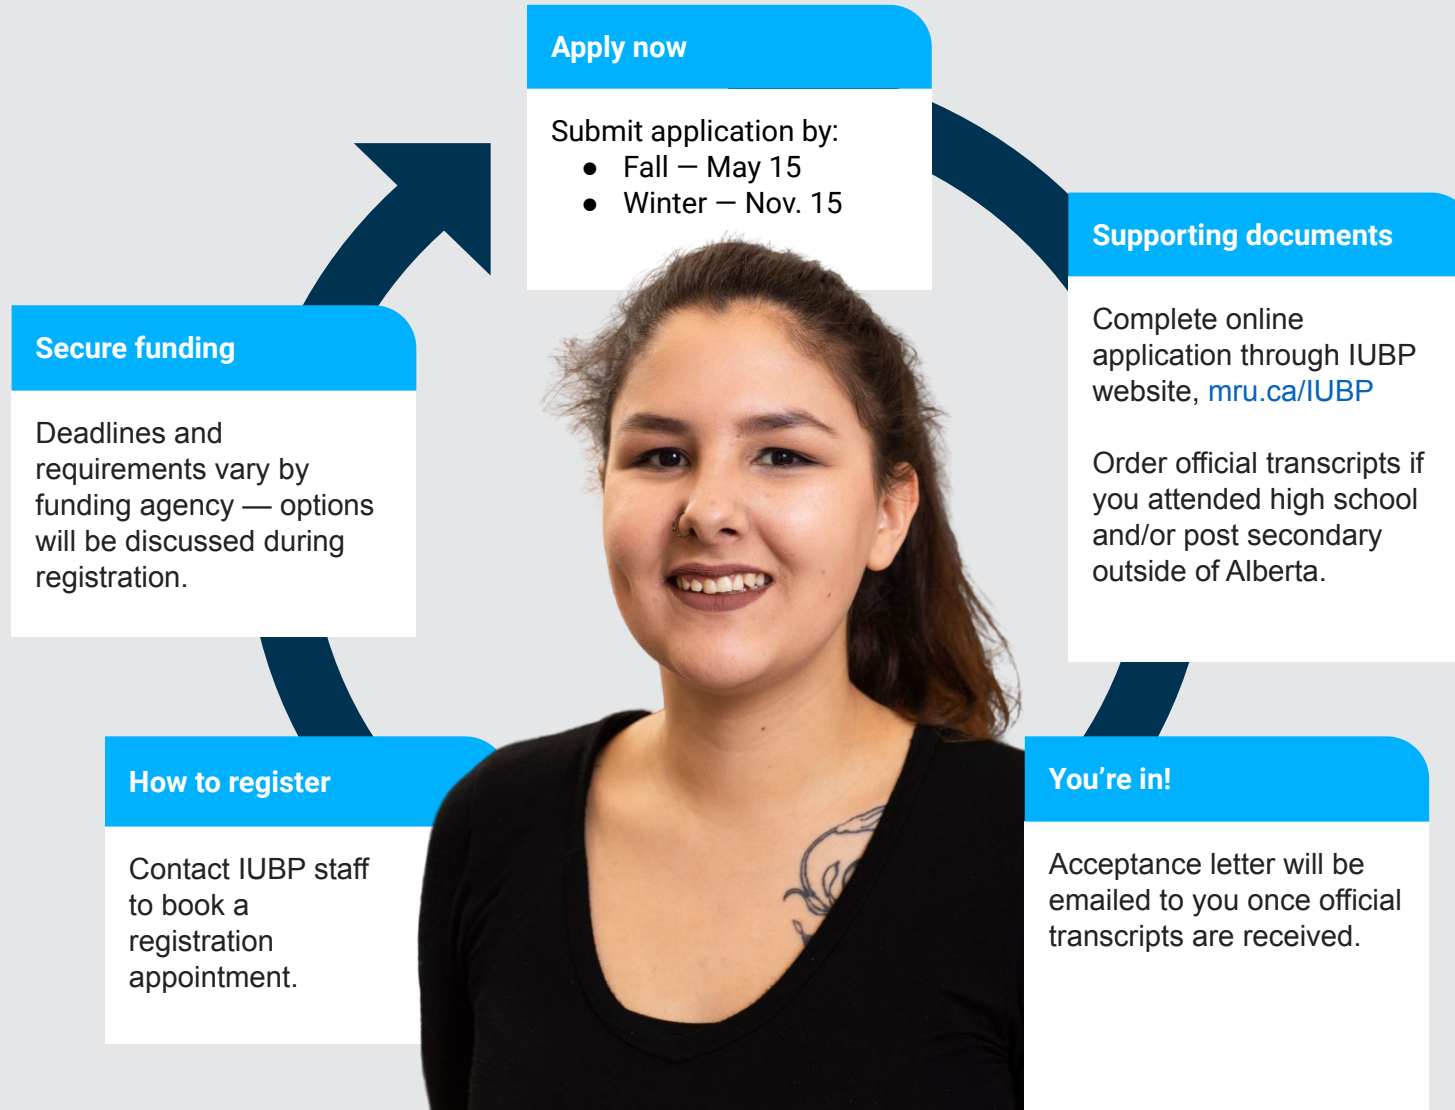 Apply now
Submit application by:
● Fall — May 15
● Winter — Nov. 15
Supporting documents
Complete online
application through IUBP
website, mru.ca/IUBP
Order official transcripts if
you attended high school
and/or post secondary
outside of Alberta.
You’re in!
Acceptance letter will be
emailed to you once official
transcripts are received.
How to register
Contact IUBP staff
to book a
registration
appointment.
Secure funding
Deadlines and
requirements vary by
funding agency — options
will be discussed during
registration.